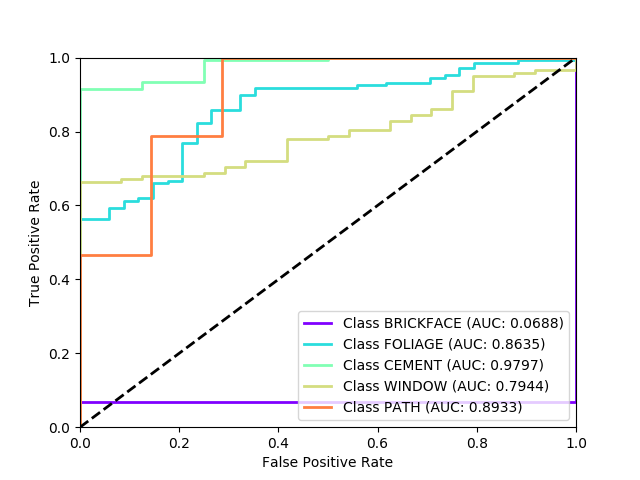 1.0
0.8
0.6
0.4
0.2
0.0
True Positive Rate
Class BRICKFACE (AUC: 0.0688)
Class FOLIAGE (AUC: 0.8635)
Class CEMENT (AUC: 0.9797)
Class WINDOW (AUC: 0.7944)
Class PATH (AUC: 0.8933)
0.0 0.2 0.4 0.6 0.8 1.0
False Positive Rate